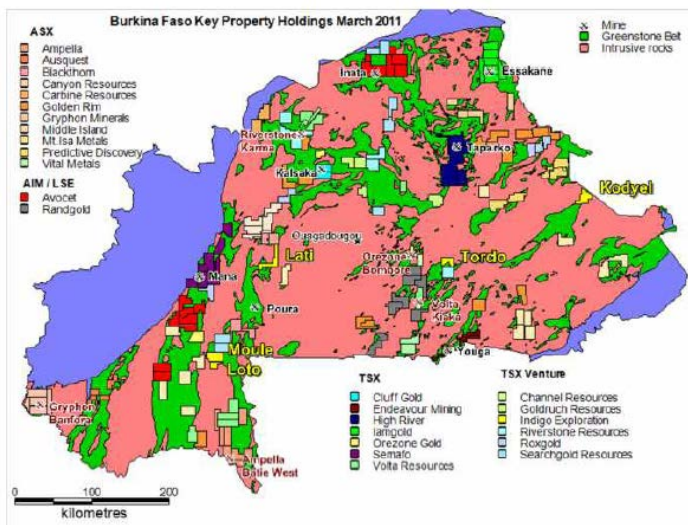 Burkina Faso Key Property Holdings March 2011
ASX
Ampella
Ausquest
Blackthorn
Canyon Resources
Carbine Resources
Golden Rim
Gryphon Minerals
Middle Island
Mt.Isa Metals
Predictive Discovery
Vital Metals
AIM / LSE
Avocet
Randgold
Mine
Greenstone Belt
Intrusive rocks
Inata
Essakane
Riverstone
Karma
Taparko
Kalsaka
Kodyel
Ouagadougou
Lati
Orezone
Bomboré
Tordo
Mana
Poura
Volta
Kiaka
Youga
Moule
Loto
Gryphon
Banfora
Ampella
Batie West
TSX
Cluff Gold
Endeavour Mining
High River
Iamgold
Orezone Gold
Semafo
Volta Resources
TSX Venture
Channel Resources
Goldruch Resources
Indigo Exploration
Riverstone Resources
Roxgold
Searchgold Resources
0 100 200
kilometres